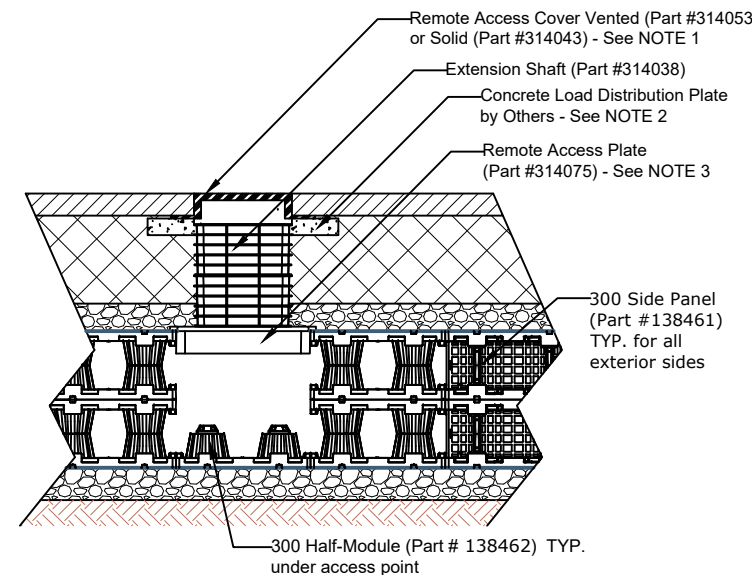 Remote Access Cover Vented (Part #314053
or Solid (Part #314043) - See NOTE 1
Extension Shaft (Part #314038)
Concrete Load Distribution Plate
by Others - See NOTE 2
Remote Access Plate
(Part #314075) - See NOTE 3
300 Side Panel
(Part #138461)
TYP. for all
exterior sides
300 Half-Module (Part # 138462) TYP.
under access point